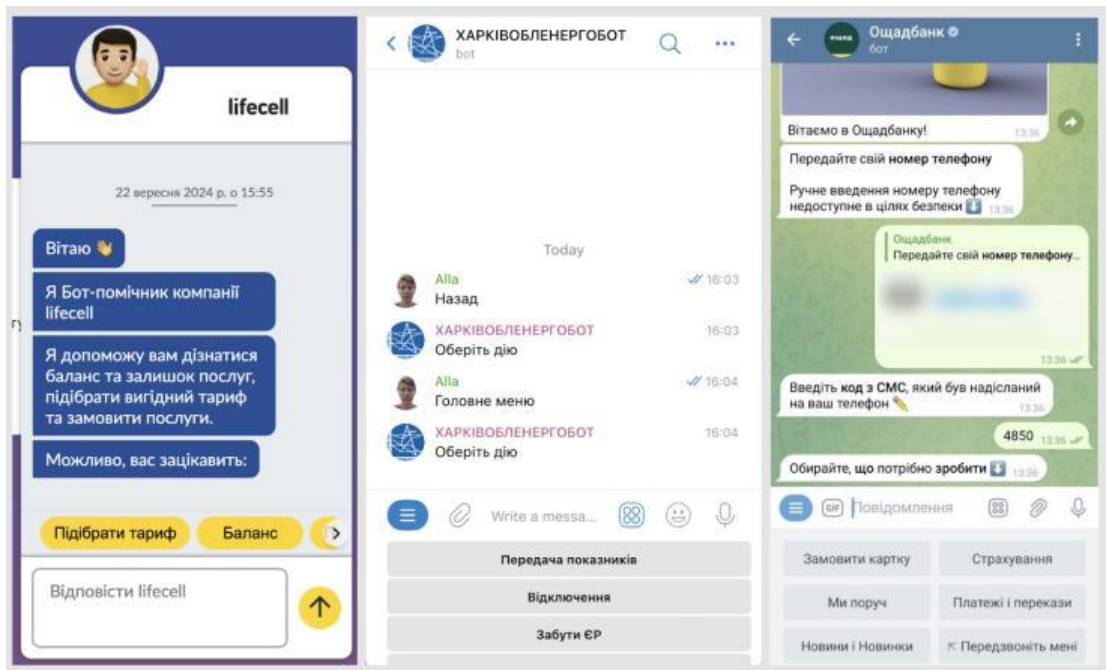 lifecell
22 вересня 2024 р. о 15:55
Вітаю 👋
Я Бот-помічник компанії
lifecell
Я допоможу вам дізнатися
баланс та залишок послуг,
підібрати вигідний тариф
та замовити послуги.
Можливо, вас зацікавить:
Підібрати тариф
Баланс
Відповісти lifecell
ХАРКІВОБЛЕНЕРГОБОТ
bot
Today
Alla 16:03
Назад
ХАРКІВОБЛЕНЕРГОБОТ 16:03
Оберіть дію
Alla 16:04
Головне меню
ХАРКІВОБЛЕНЕРГОБОТ 16:04
Оберіть дію
Write a messa...
Передача показників
Відключення
Забути ЄР
ощад
Ощадбанк
бот
Вітаємо в Ощадбанку! 13:36
Передайте свій номер телефону
Ручне введення номеру телефону
недоступне в цілях безпеки ⬇️ 13:36
Ощадбанк
Передайте свій номер телефону...
13:36
Введіть код з СМС, який був надісланий
на ваш телефон ✏️ 13:36
4850 13:36
Обирайте, що потрібно зробити ⬇️ 13:36
GIF Повідомлення
Замовити картку Страхування
Ми поруч Платежі і перекази
Новини і Новинки Передзвоніть мені